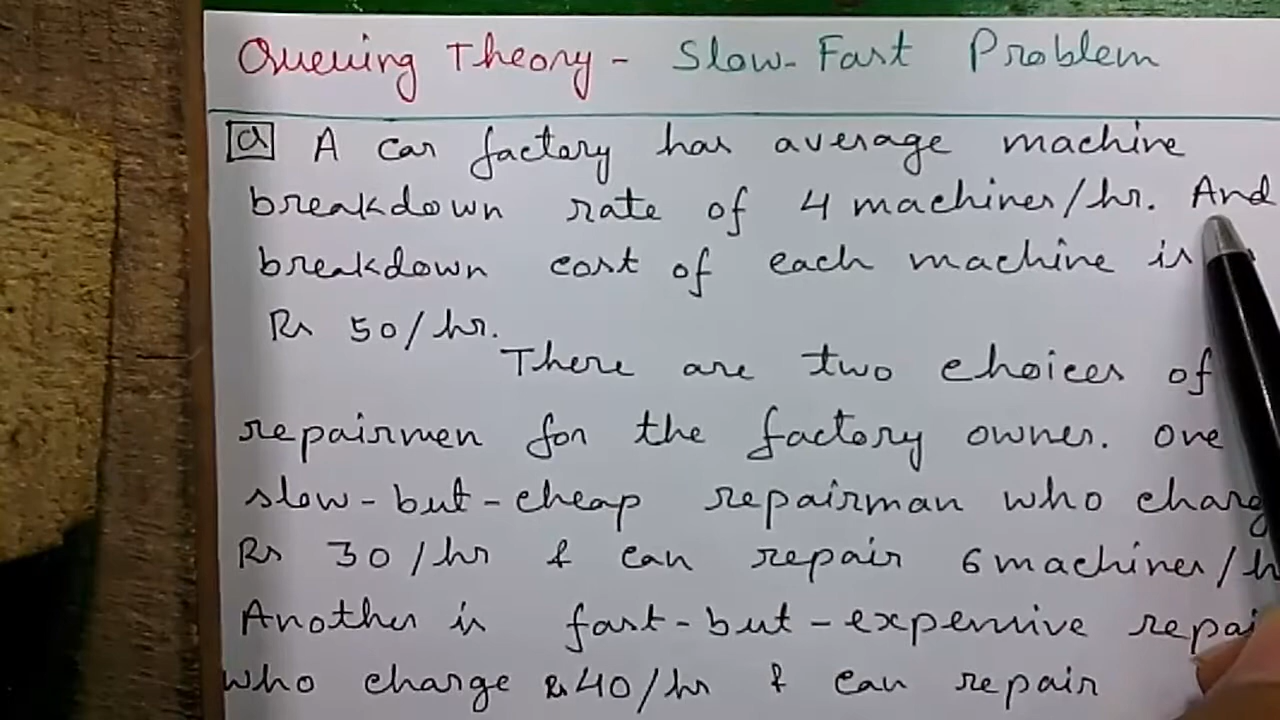 Queuing Theory - Slow-Fast Problem
Q A car factory has average machine
breakdown rate of 4 machines/hr. And
breakdown cost of each machine is
Rs 50/hr.
There are two choices of
repairmen for the factory owner. One
slow-but-cheap repairman who charg
Rs 30/hr & can repair 6 machines/h
Another is fast-but-expensive repai
who charge Rs 40/hr & can repair